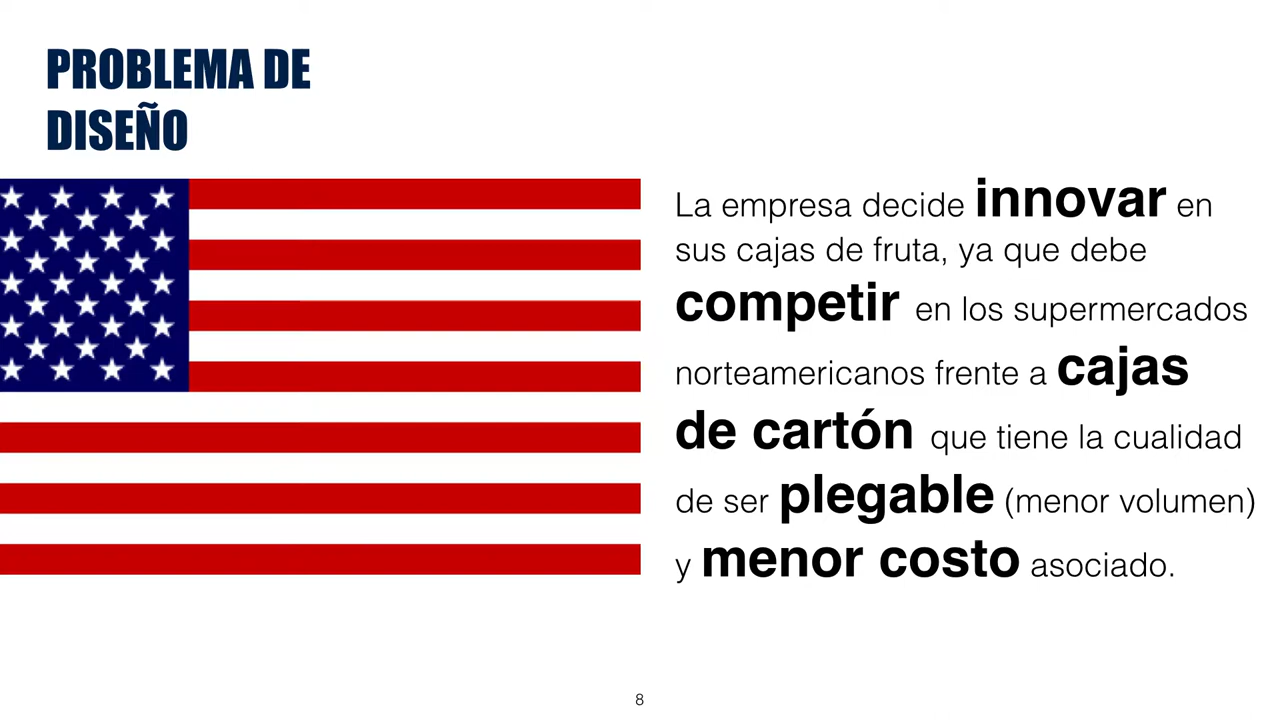 PROBLEMA DE
DISEÑO
La empresa decide innovar en
sus cajas de fruta, ya que debe
competir en los supermercados
norteamericanos frente a cajas
de cartón que tiene la cualidad
de ser plegable (menor volumen)
y menor costo asociado.
8